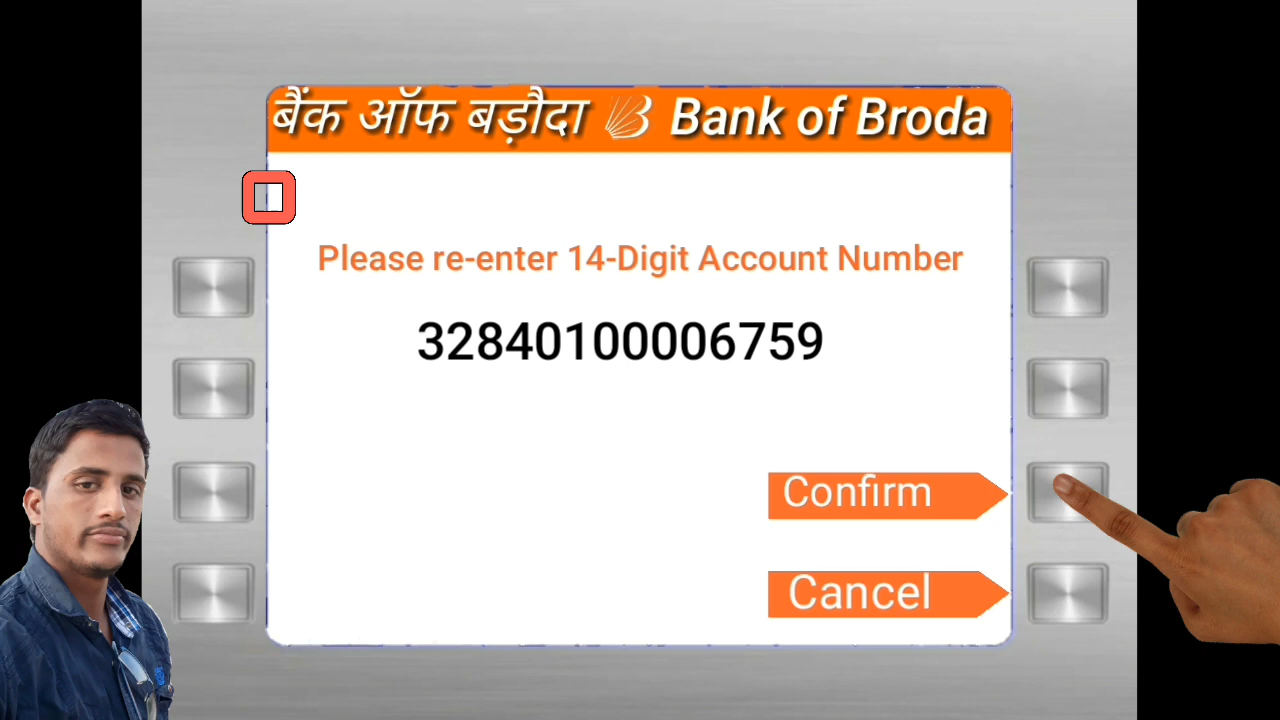 बैंक ऑफ बड़ौदा Bank of Broda
Please re-enter 14-Digit Account Number
32840100006759
Confirm
Cancel